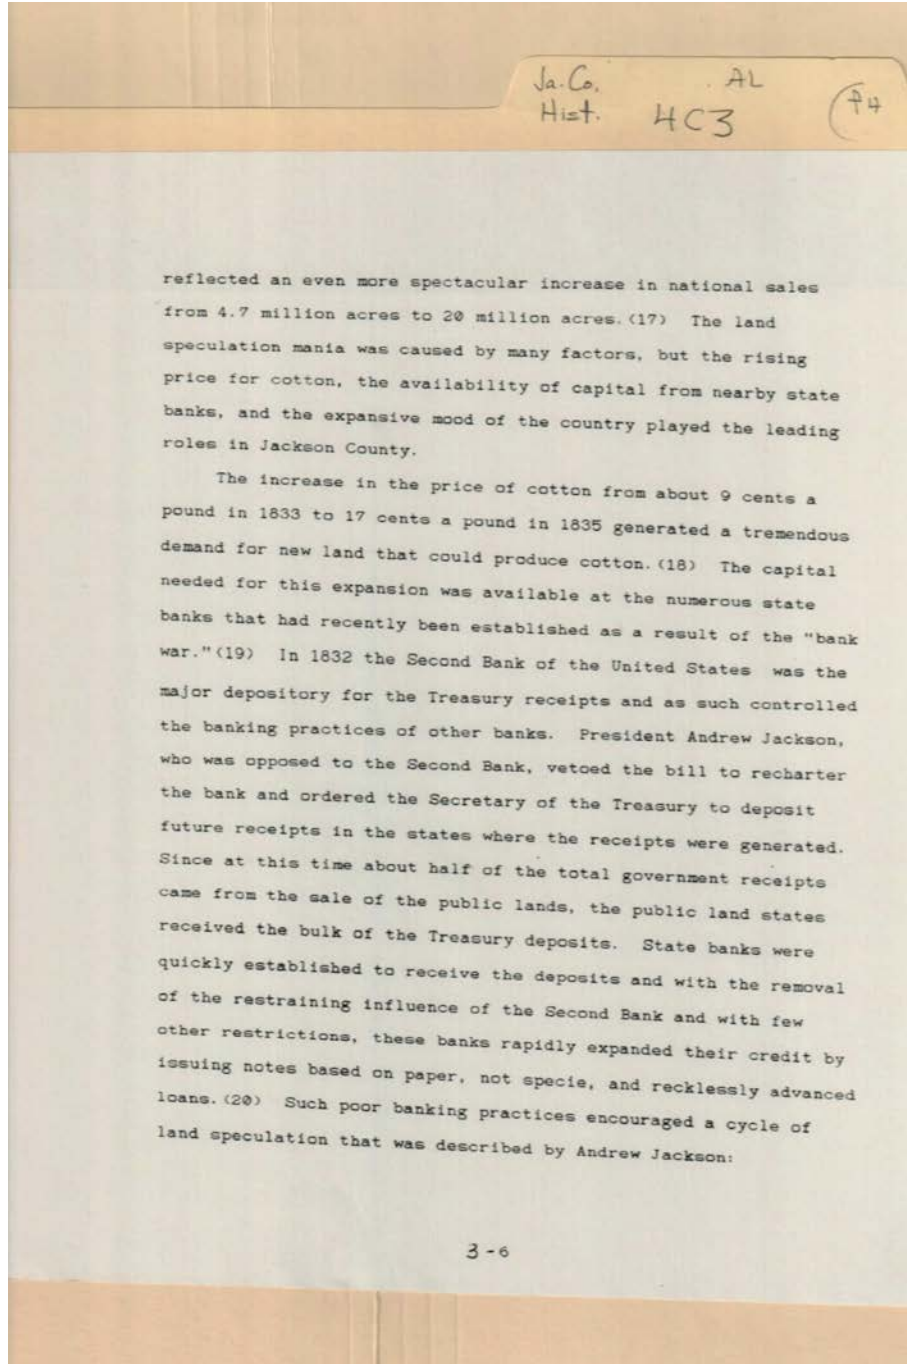 Ja. Co. AL
Hist. 4C3 P4
reflected an even more spectacular increase in national sales
from 4.7 million acres to 20 million acres.(17)  The land
speculation mania was caused by many factors, but the rising
price for cotton, the availability of capital from nearby state
banks, and the expansive mood of the country played the leading
roles in Jackson County.
The increase in the price of cotton from about 9 cents a
pound in 1833 to 17 cents a pound in 1835 generated a tremendous
demand for new land that could produce cotton.(18)  The capital
needed for this expansion was available at the numerous state
banks that had recently been established as a result of the "bank
war."(19)  In 1832 the Second Bank of the United States  was the
major depository for the Treasury receipts and as such controlled
the banking practices of other banks.  President Andrew Jackson,
who was opposed to the Second Bank, vetoed the bill to recharter
the bank and ordered the Secretary of the Treasury to deposit
future receipts in the states where the receipts were generated.
Since at this time about half of the total government receipts
came from the sale of the public lands, the public land states
received the bulk of the Treasury deposits.  State banks were
quickly established to receive the deposits and with the removal
of the restraining influence of the Second Bank and with few
other restrictions, these banks rapidly expanded their credit by
issuing notes based on paper, not specie, and recklessly advanced
loans.(20)  Such poor banking practices encouraged a cycle of
land speculation that was described by Andrew Jackson:
3-6